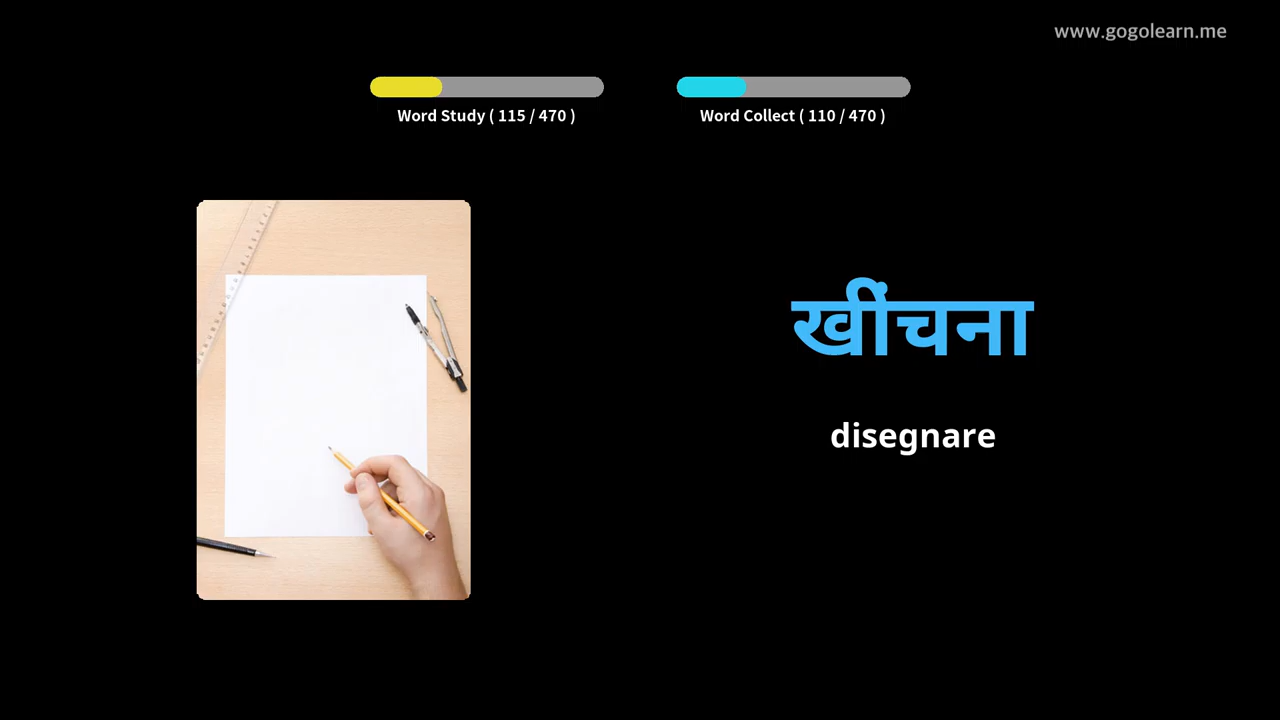 www.gogolearn.me
Word Study ( 115 / 470 )
Word Collect ( 110 / 470 )
खींचना
disegnare